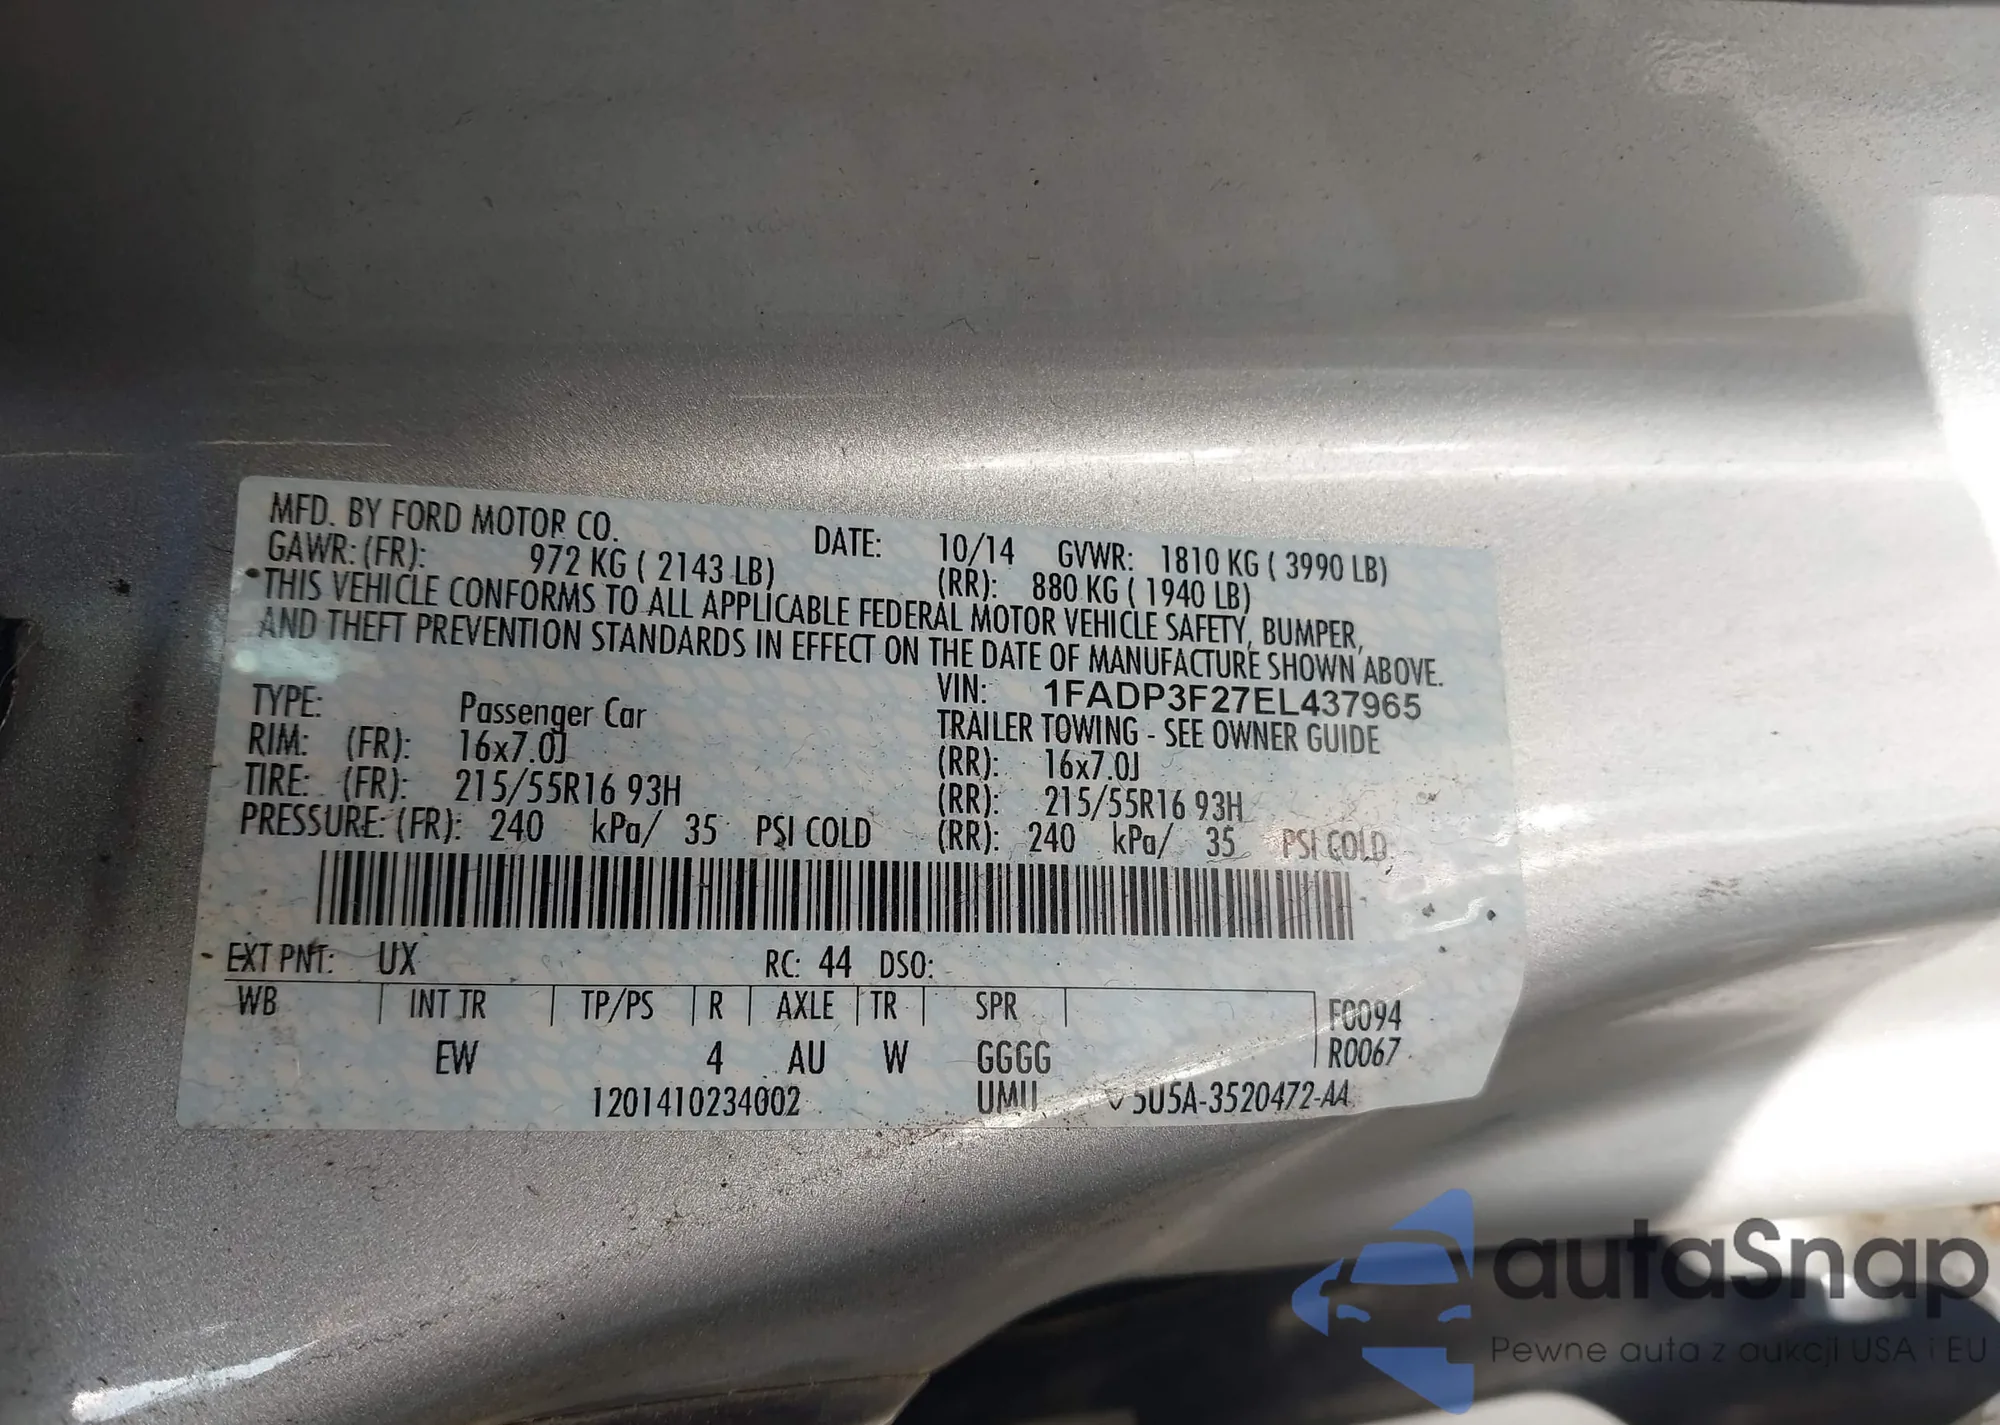 MFD. BY FORD MOTOR CO. DATE: 10/14 GVWR: 1810 KG ( 3990 LB)
GAWR: (FR): 972 KG ( 2143 LB) (RR): 880 KG ( 1940 LB)
THIS VEHICLE CONFORMS TO ALL APPLICABLE FEDERAL MOTOR VEHICLE SAFETY, BUMPER,
AND THEFT PREVENTION STANDARDS IN EFFECT ON THE DATE OF MANUFACTURE SHOWN ABOVE.
VIN: 1FADP3F27EL437965
TYPE: Passenger Car TRAILER TOWING - SEE OWNER GUIDE
RIM: (FR): 16x7.0J (RR): 16x7.0J
TIRE: (FR): 215/55R16 93H (RR): 215/55R16 93H
PRESSURE: (FR): 240 kPa/ 35 PSI COLD (RR): 240 kPa/ 35 PSI COLD
EXT PNT: UX RC: 44 DSO:
WB INT TR TP/PS R AXLE TR SPR F0094
EW 4 AU W GGGG R0067
1201410234002 UMU 5U5A-3520472-AA
autaSnap
Pewne auta z aukcji USA i EU